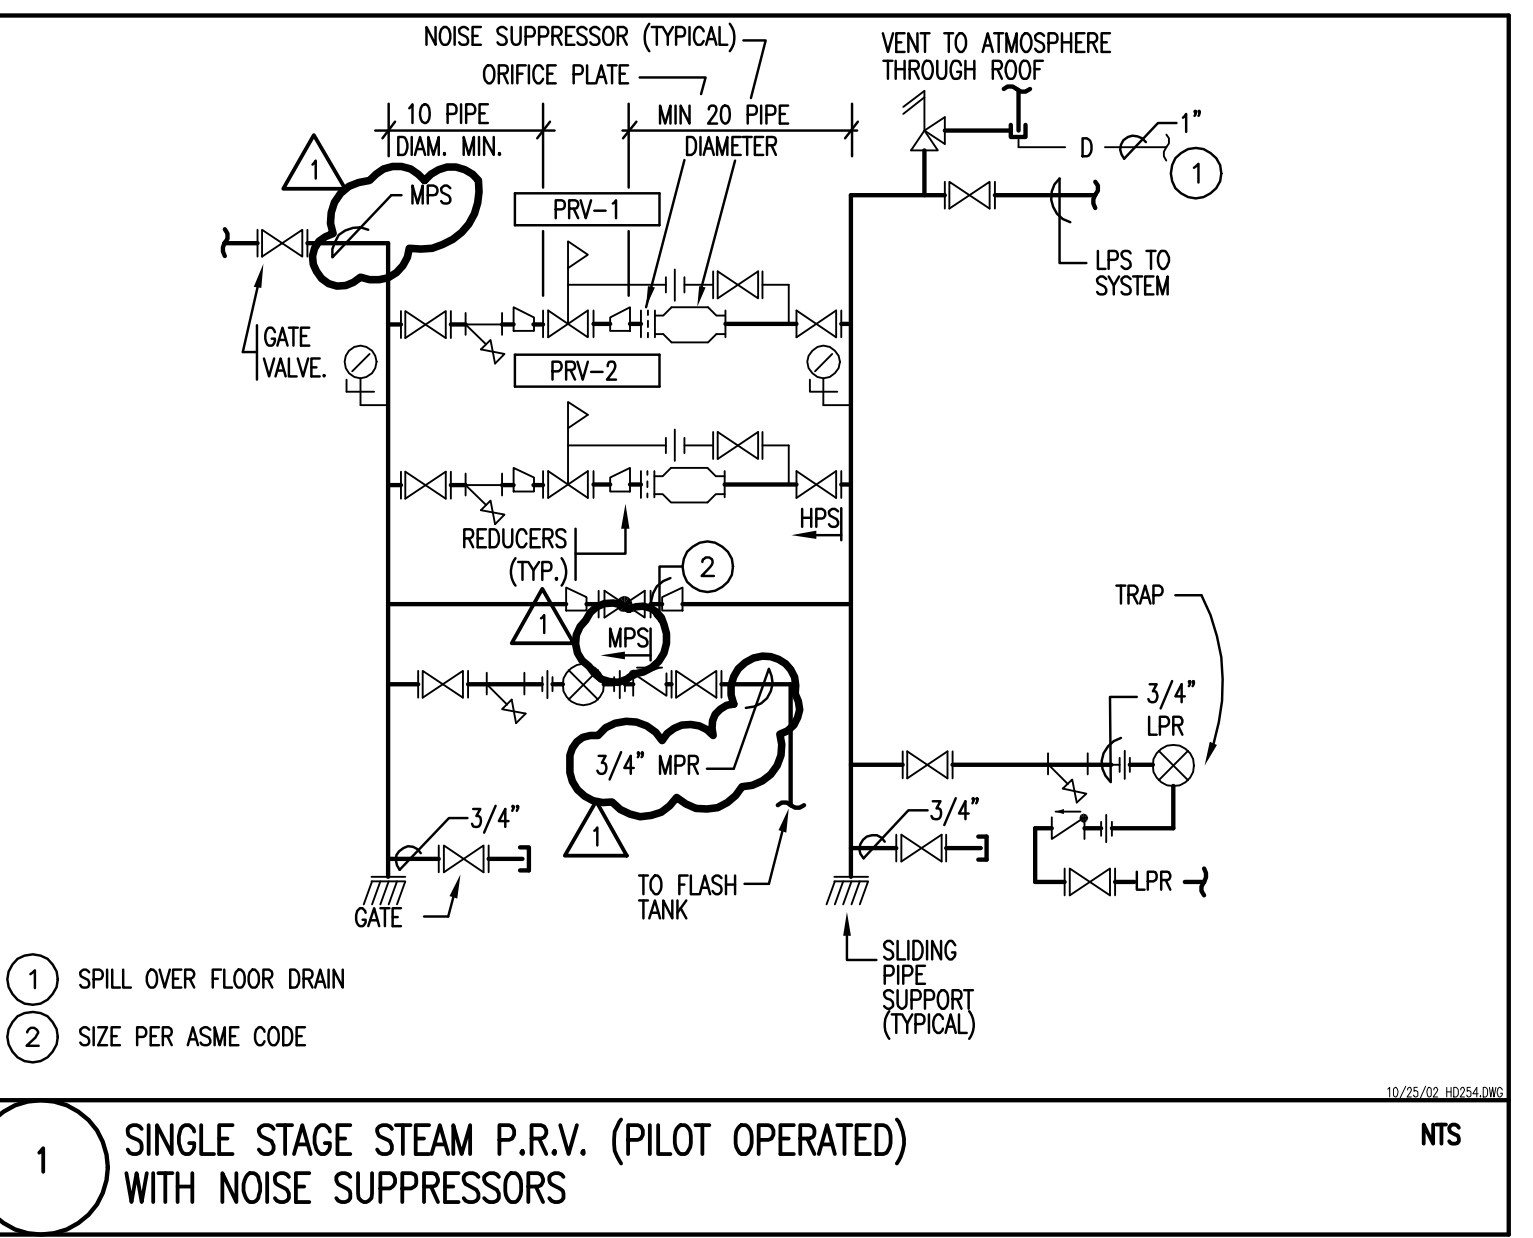 NOISE SUPPRESSOR (TYPICAL)
ORIFICE PLATE
VENT TO ATMOSPHERE
THROUGH ROOF
10 PIPE
DIAM. MIN.
MIN 20 PIPE
DIAMETER
1"
D
1
1
MPS
PRV-1
LPS TO
SYSTEM
GATE
VALVE.
PRV-2
HPS
REDUCERS
(TYP.)
2
1
MPS
TRAP
3/4"
LPR
3/4" MPR
1
3/4"
3/4"
LPR
TO FLASH
TANK
GATE
SLIDING
PIPE
SUPPORT
(TYPICAL)
1 SPILL OVER FLOOR DRAIN
2 SIZE PER ASME CODE
10/25/02 HD254.DWG
1
SINGLE STAGE STEAM P.R.V. (PILOT OPERATED)
WITH NOISE SUPPRESSORS
NTS